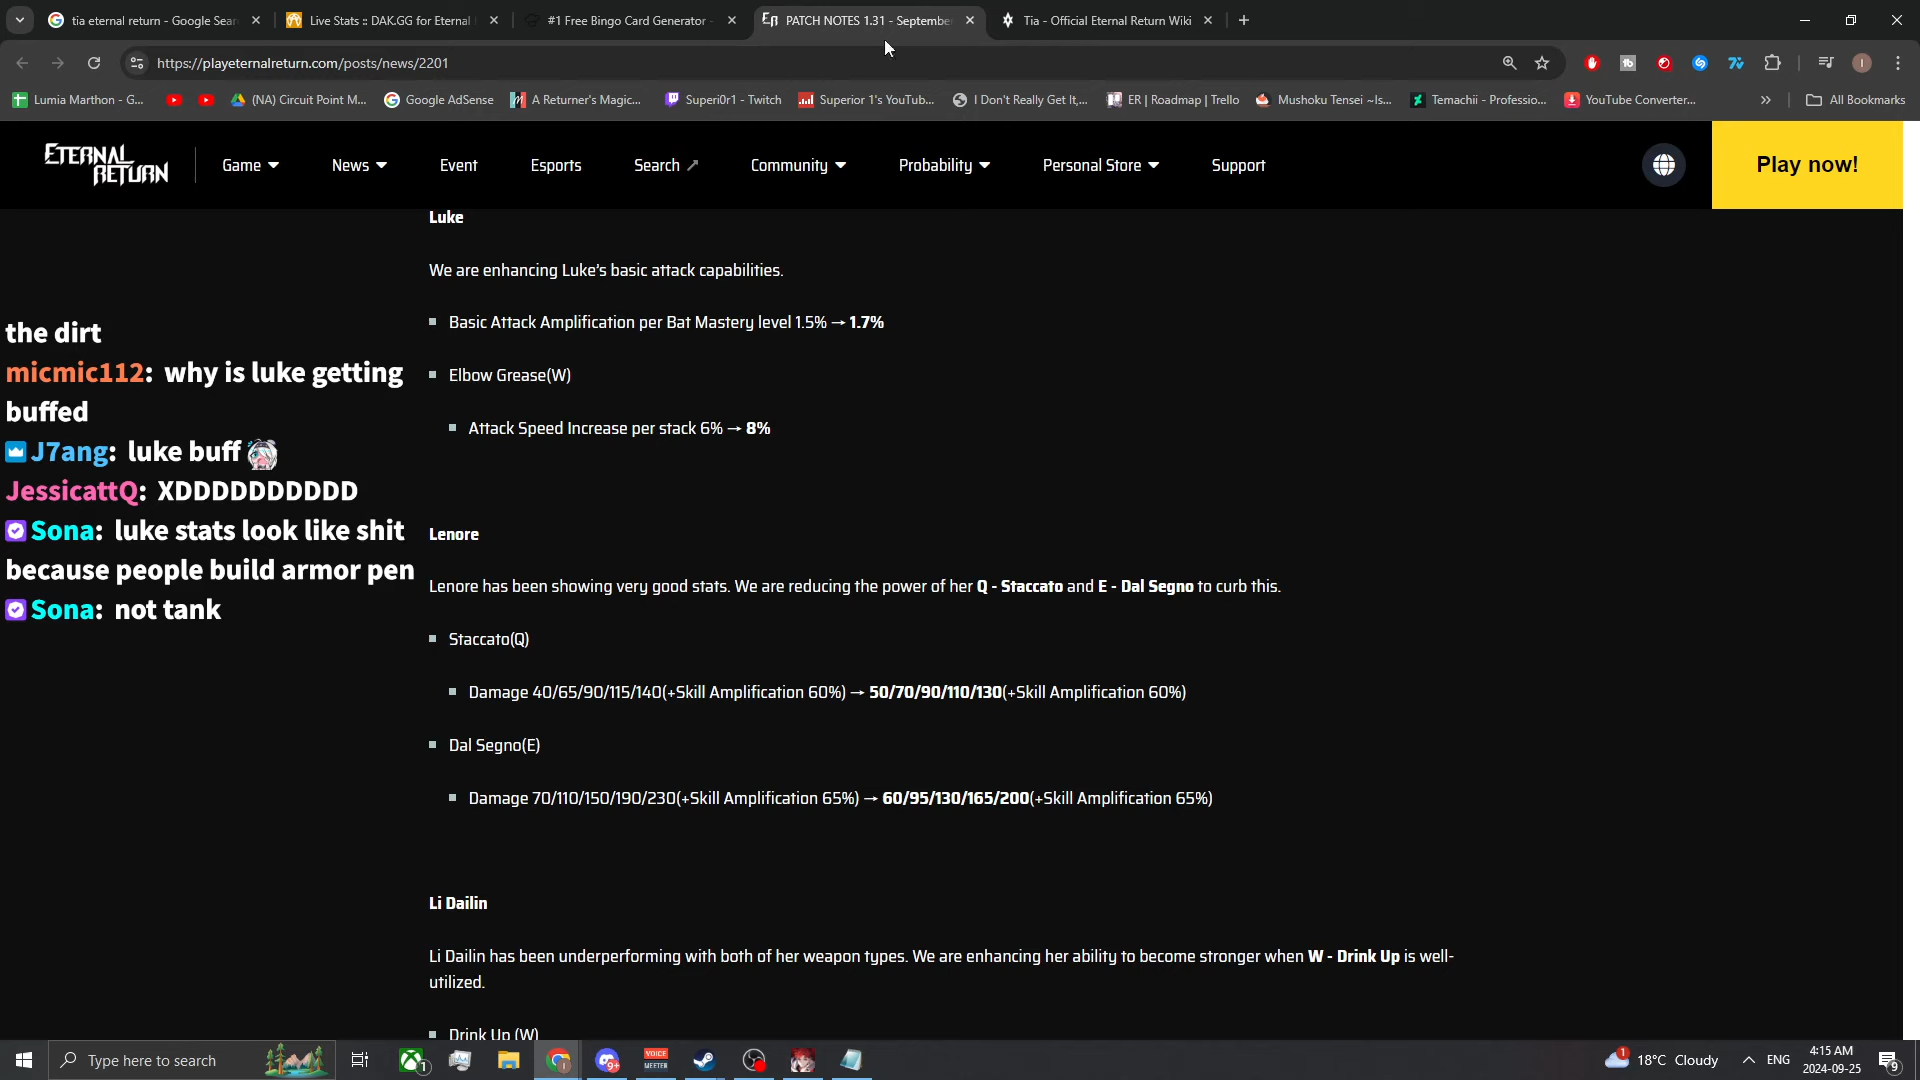 tia eternal return - Google Sear
Live Stats :: DAK.GG for Eternal
#1 Free Bingo Card Generator -
PATCH NOTES 1.31 - September
Tia - Official Eternal Return Wiki
https://playeternalreturn.com/posts/news/2201
Lumia Marthon - G...
(NA) Circuit Point M...
Google AdSense
A Returner's Magic...
Superi0r1 - Twitch
Superior 1's YouTub...
I Don't Really Get It,...
ER | Roadmap | Trello
Mushoku Tensei ~Is...
Temachii - Professio...
YouTube Converter...
All Bookmarks
ETERNAL RETURN
Game
News
Event
Esports
Search
Community
Probability
Personal Store
Support
Play now!
Luke
We are enhancing Luke's basic attack capabilities.
Basic Attack Amplification per Bat Mastery level 1.5% → 1.7%
Elbow Grease(W)
Attack Speed Increase per stack 6% → 8%
Lenore
Lenore has been showing very good stats. We are reducing the power of her Q - Staccato and E - Dal Segno to curb this.
Staccato(Q)
Damage 40/65/90/115/140(+Skill Amplification 60%) → 50/70/90/110/130(+Skill Amplification 60%)
Dal Segno(E)
Damage 70/110/150/190/230(+Skill Amplification 65%) → 60/95/130/165/200(+Skill Amplification 65%)
Li Dailin
Li Dailin has been underperforming with both of her weapon types. We are enhancing her ability to become stronger when W - Drink Up is well-
utilized.
Drink Up (W)
the dirt
micmic112: why is luke getting
buffed
J7ang: luke buff
JessicattQ: XDDDDDDDDDD
Sona: luke stats look like shit
because people build armor pen
Sona: not tank
Type here to search
VOICE MEETER
18°C Cloudy
ENG
4:15 AM
2024-09-25